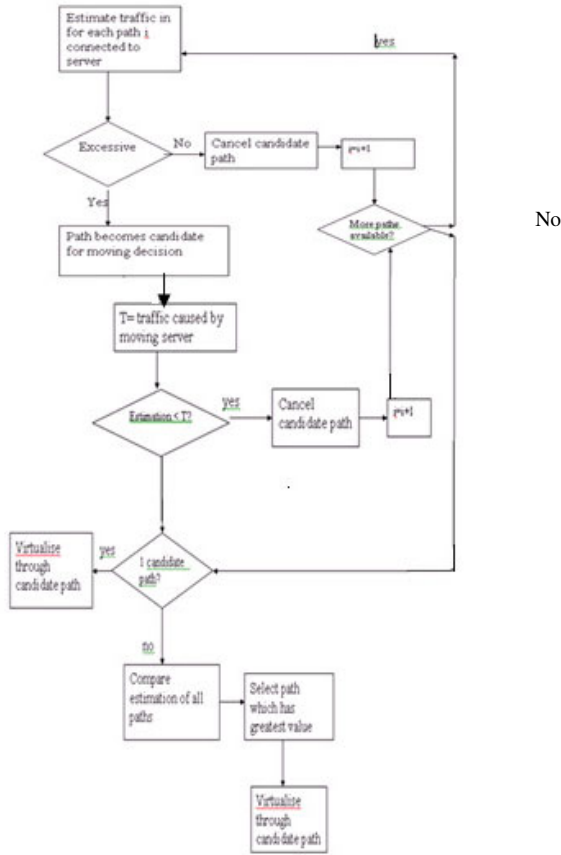 Estimate traffic in
for each path i
connected to
server
yes
Excessive
No
Cancel candidate
path
i=i+1
More paths
available?
No
Yes
Path becomes candidate
for moving decision
T= traffic caused by
moving server
Estimation < T?
yes
Cancel
candidate path
i=i+1
1 candidate
path?
yes
Virtualise
through
candidate path
no
Compare
estimation of all
paths
Select path
which has
greatest value
Virtualise
through
candidate path